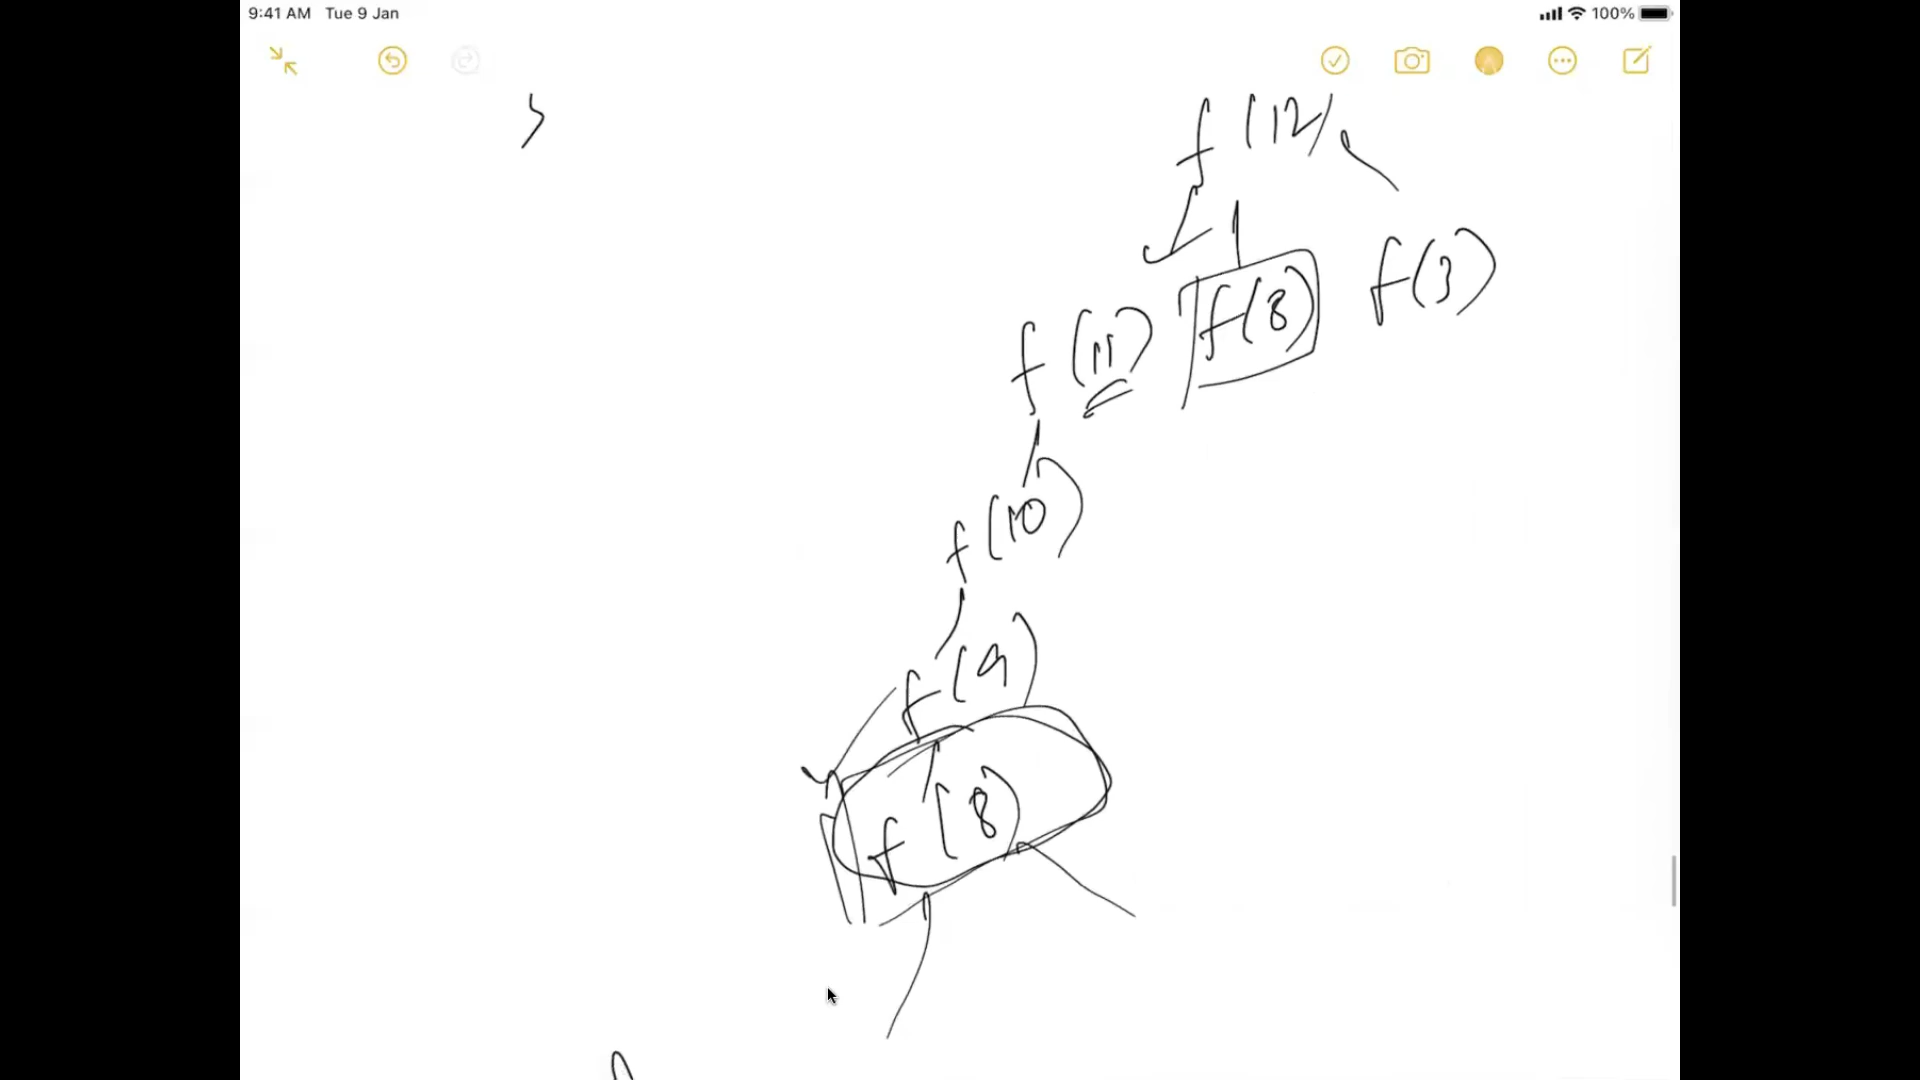 9:41 AM Tue 9 Jan 100%
f(12)
f(11) f(8) f(3)
f(10)
f(9)
f(8)